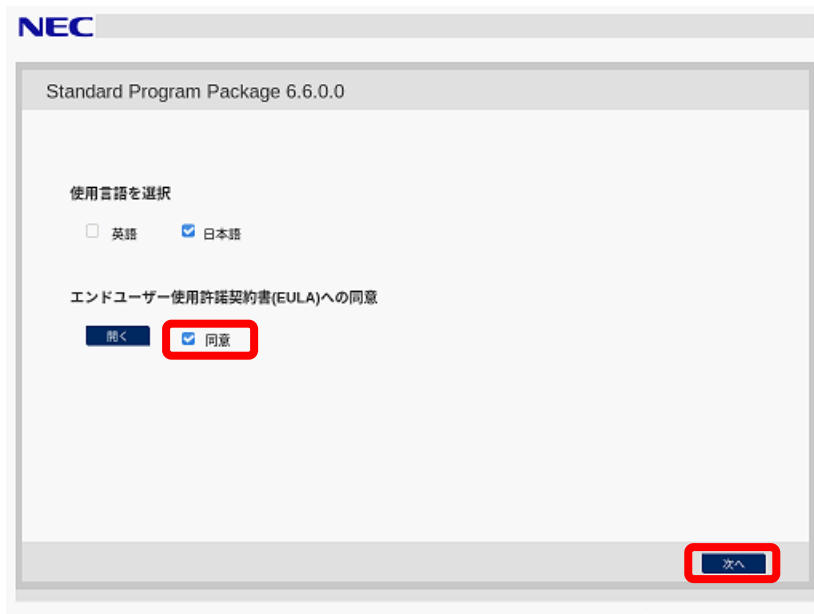 NEC
Standard Program Package 6.6.0.0
使用言語を選択
英語 日本語
エンドユーザー使用許諾契約書(EULA)への同意
開く 同意
次へ